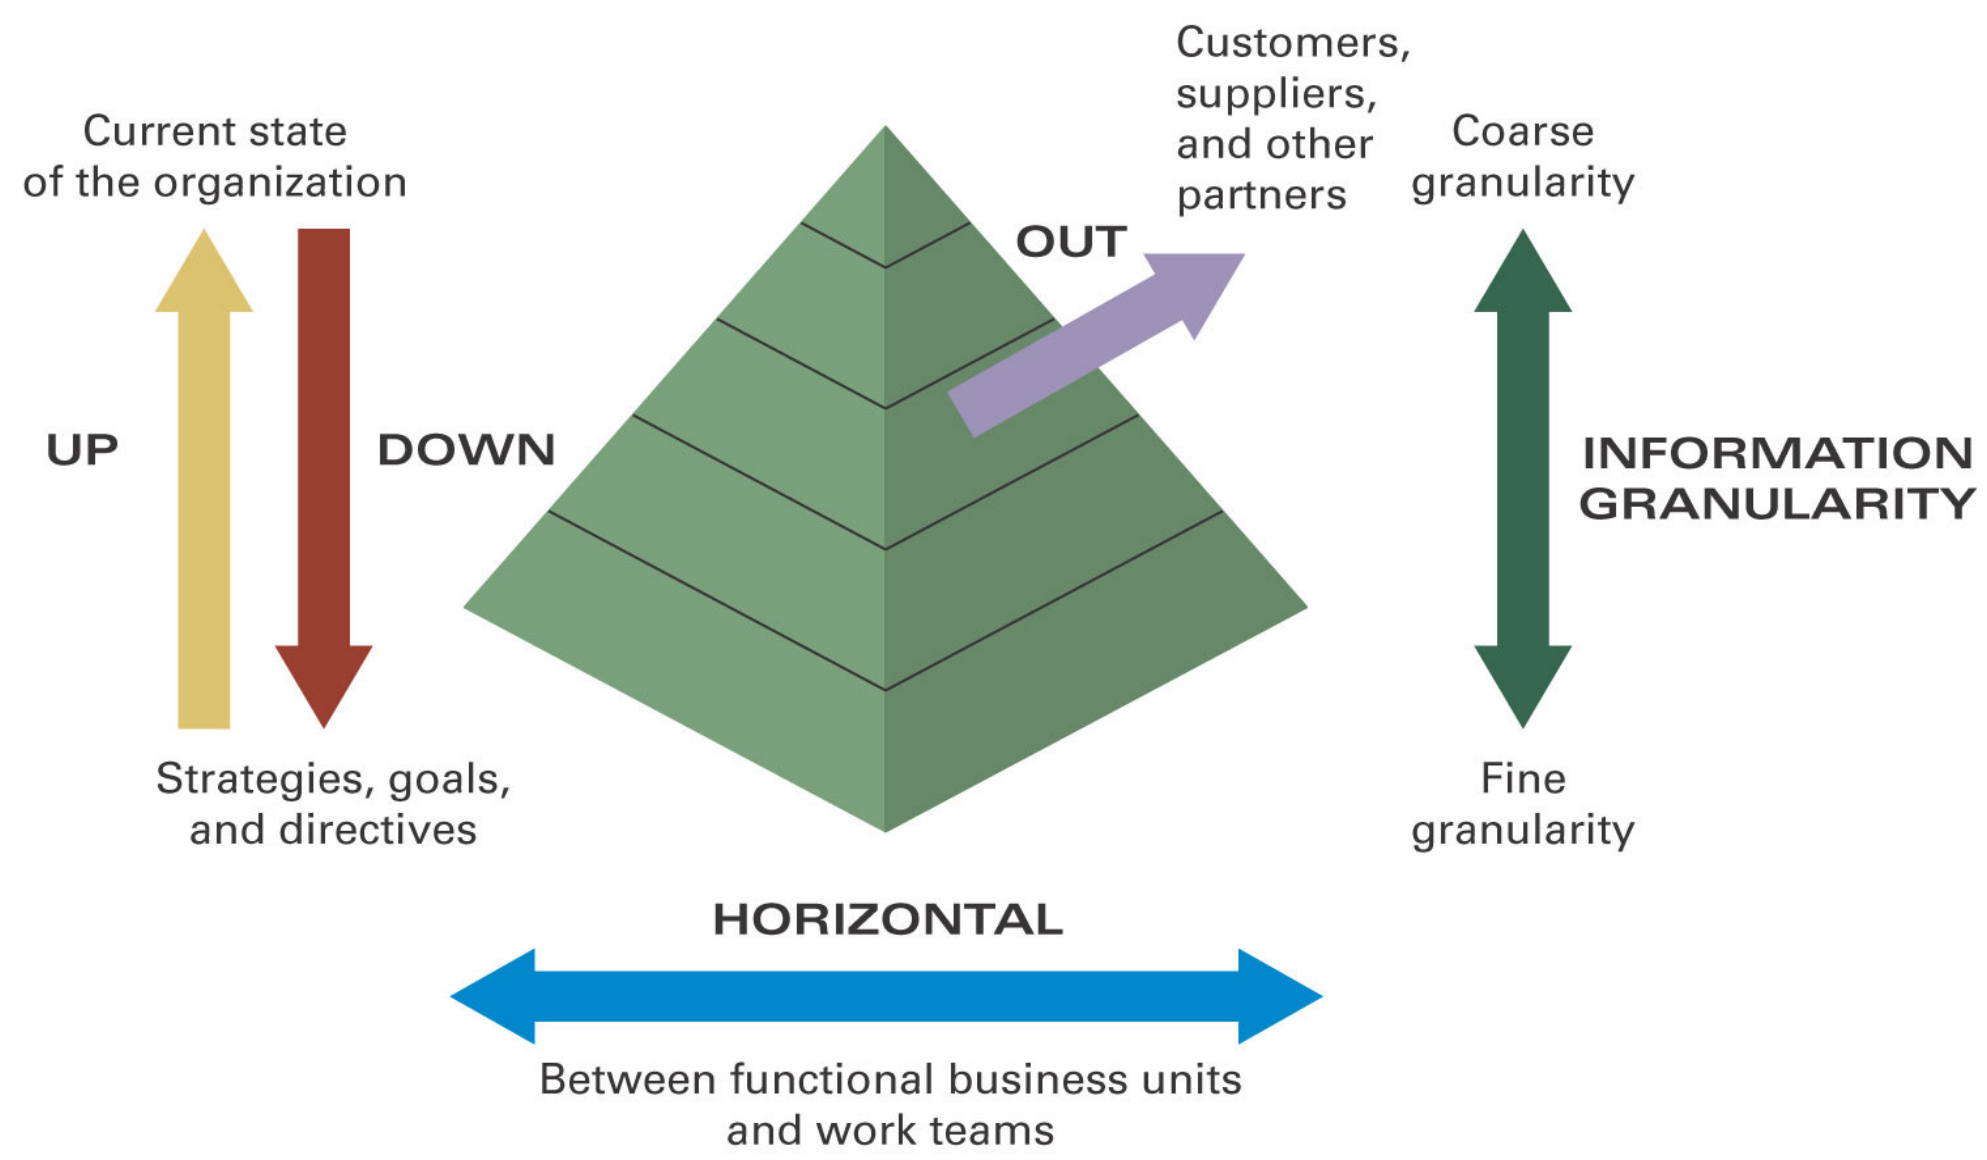 Current state
of the organization
UP
DOWN
Strategies, goals,
and directives
OUT
Customers,
suppliers,
and other
partners
Coarse
granularity
INFORMATION
GRANULARITY
Fine
granularity
HORIZONTAL
Between functional business units
and work teams